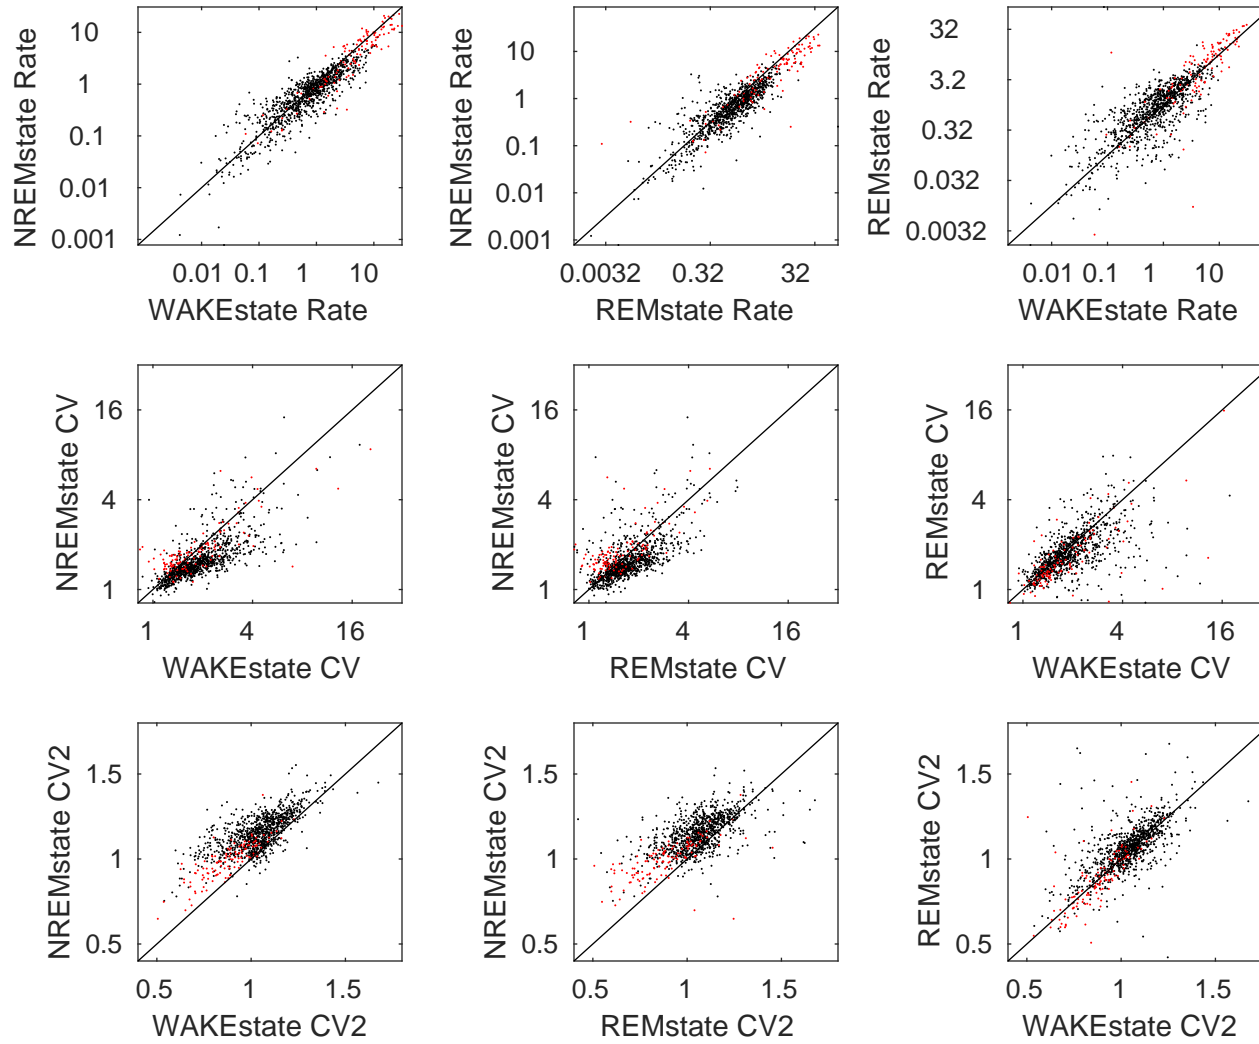 NREMstate Rate
10
1
0.1
0.01
0.001
0.01 0.1 1 10
WAKEstate Rate
NREMstate Rate
10
1
0.1
0.01
0.001
0.0032 0.32 32
REMstate Rate
REMstate Rate
32
3.2
0.32
0.032
0.0032
0.01 0.1 1 10
WAKEstate Rate
NREMstate CV
16
4
1
1 4 16
WAKEstate CV
NREMstate CV
16
4
1
1 4 16
REMstate CV
REMstate CV
16
4
1
1 4 16
WAKEstate CV
NREMstate CV2
1.5
1
0.5
0.5 1 1.5
WAKEstate CV2
NREMstate CV2
1.5
1
0.5
0.5 1 1.5
REMstate CV2
REMstate CV2
1.5
1
0.5
0.5 1 1.5
WAKEstate CV2